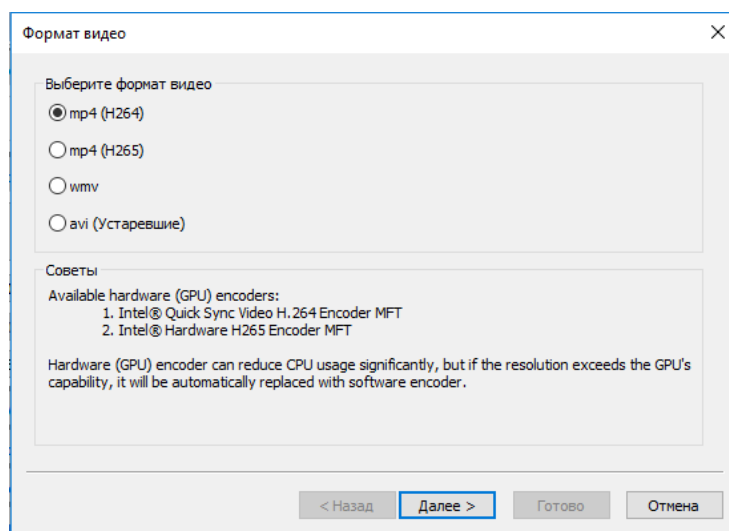 Формат видео
Выберите формат видео
mp4 (H264)
mp4 (H265)
wmv
avi (Устаревшие)
Советы
Available hardware (GPU) encoders:
1. Intel® Quick Sync Video H.264 Encoder MFT
2. Intel® Hardware H265 Encoder MFT
Hardware (GPU) encoder can reduce CPU usage significantly, but if the resolution exceeds the GPU's
capability, it will be automatically replaced with software encoder.
< Назад Далее > Готово Отмена